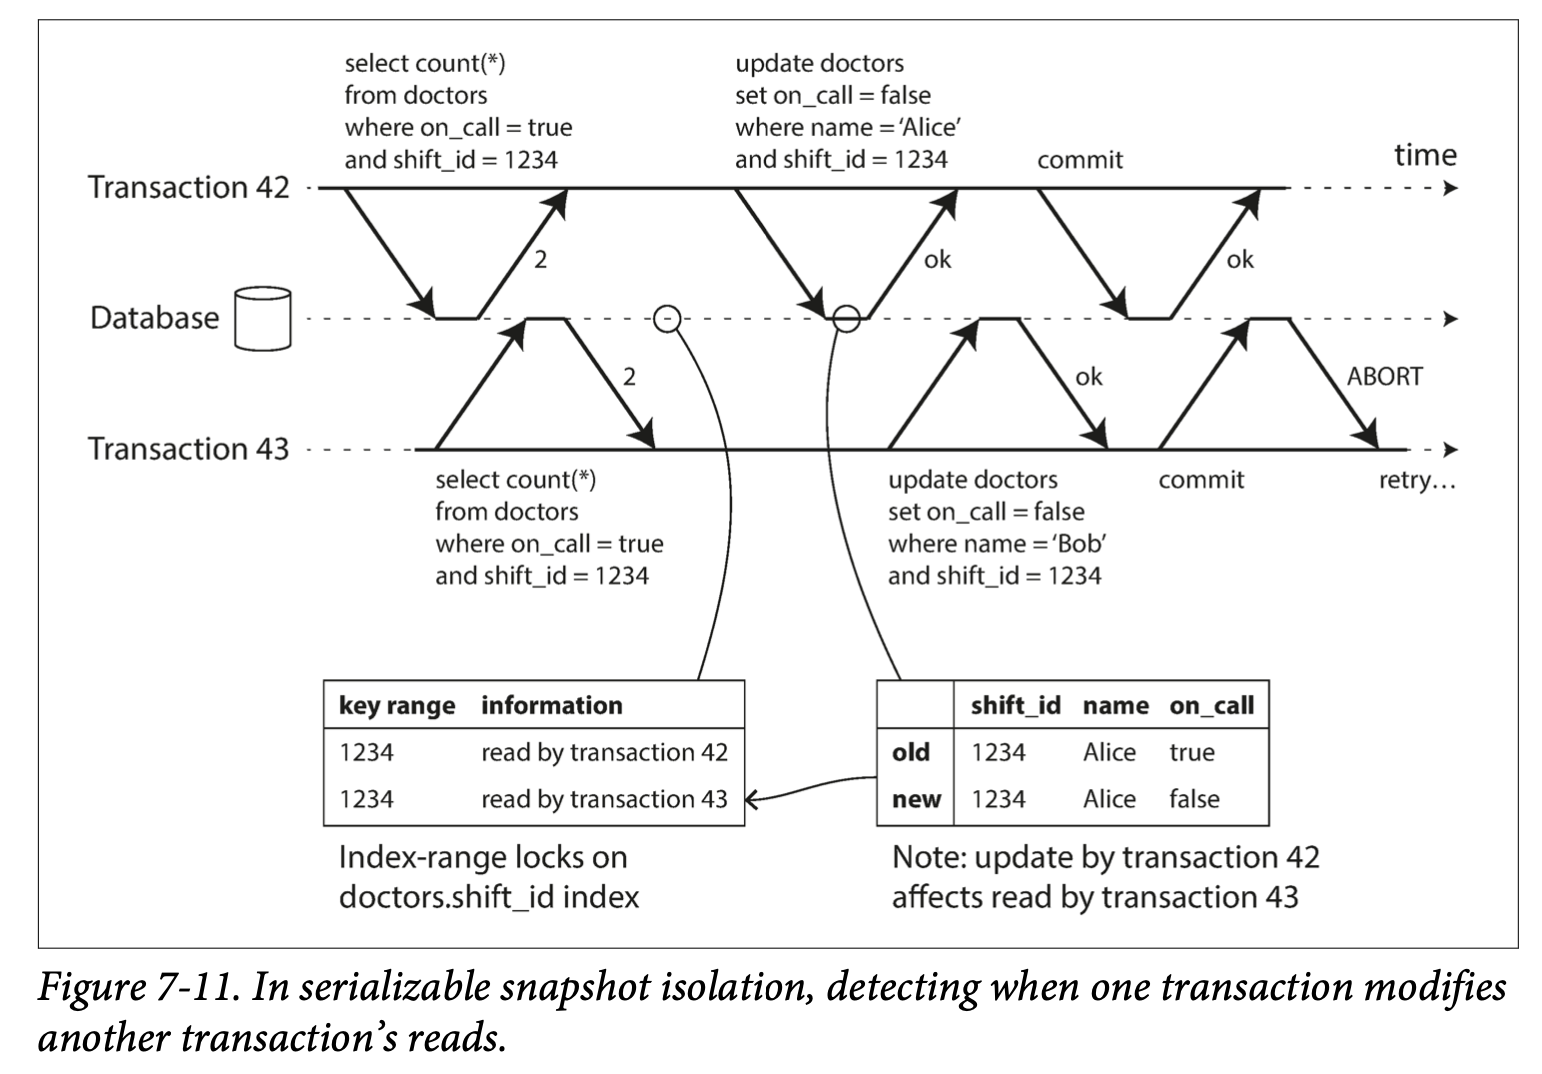 select count(*)
from doctors
where on_call = true
and shift_id = 1234
update doctors
set on_call = false
where name = ‘Alice’
and shift_id = 1234
commit
time
Transaction 42
2
ok
ok
Database
2
ok
ABORT
Transaction 43
select count(*)
from doctors
where on_call = true
and shift_id = 1234
update doctors
set on_call = false
where name = ‘Bob’
and shift_id = 1234
commit
retry…
key range information
1234 read by transaction 42
1234 read by transaction 43
Index-range locks on
doctors.shift_id index
shift_id name on_call
old 1234 Alice true
new 1234 Alice false
Note: update by transaction 42
affects read by transaction 43
Figure 7-11. In serializable snapshot isolation, detecting when one transaction modifies
another transaction’s reads.